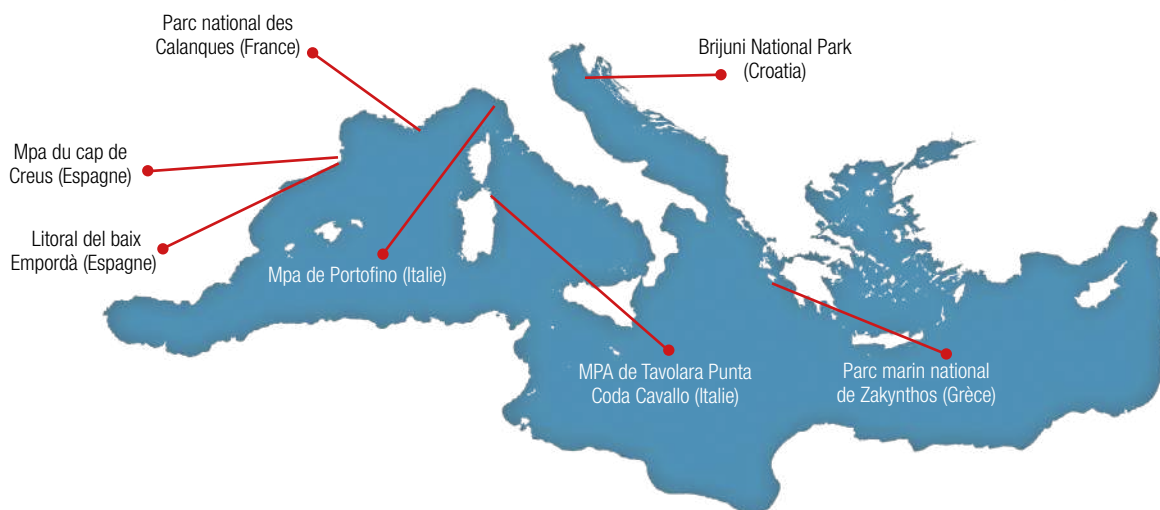 Parc national des
Calanques (France)
Brijuni National Park
(Croatia)
Mpa du cap de
Creus (Espagne)
Litoral del baix
Empordà (Espagne)
Mpa de Portofino (Italie)
MPA de Tavolara Punta
Coda Cavallo (Italie)
Parc marin national
de Zakynthos (Grèce)